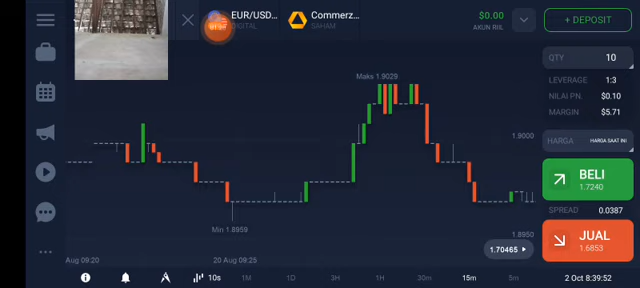 EUR/USD...
DIGITAL
Commerz...
SAHAM
$0.00
AKUN RIIL
+ DEPOSIT
QTY 10
LEVERAGE 1:3
NILAI PN. $0.10
MARGIN $5.71
HARGA HARGA SAAT INI
BELI
1.7240
SPREAD 0.0387
JUAL
1.6853
Maks 1.9029
1.9000
Min 1.8959
1.8950
1.70465
Aug 09:20
20 Aug 09:25
10s
1M
1D
3H
1H
30m
15m
5m
2 Oct 8:39:52